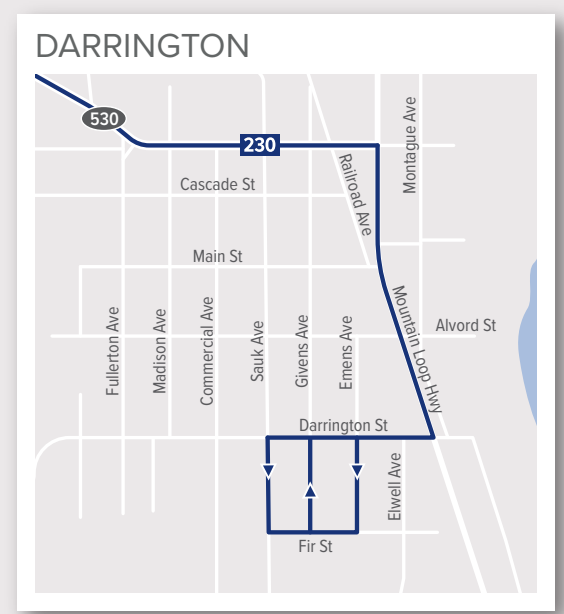 DARRINGTON
530
230
Montague Ave
Railroad Ave
Cascade St
Main St
Mountain Loop Hwy
Alvord St
Fullerton Ave
Madison Ave
Commercial Ave
Sauk Ave
Givens Ave
Emens Ave
Darrington St
Elwell Ave
Fir St